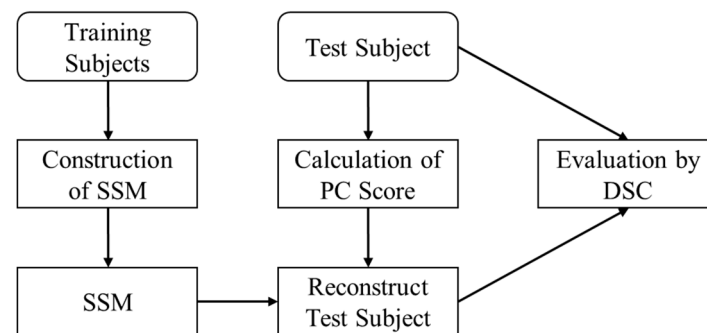 Training
Subjects
Test Subject
Construction
of SSM
Calculation of
PC Score
Evaluation by
DSC
SSM
Reconstruct
Test Subject